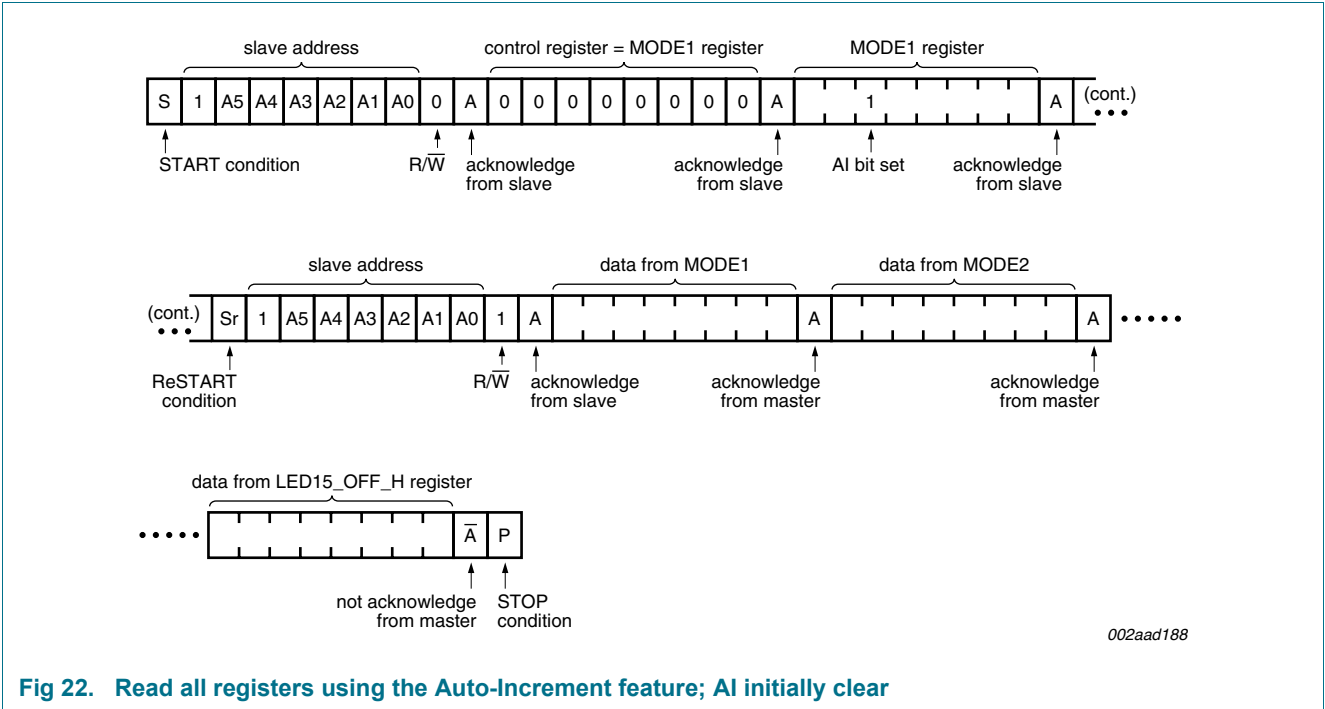 slave address control register = MODE1 register MODE1 register
S 1 A5 A4 A3 A2 A1 A0 0 A 0 0 0 0 0 0 0 0 A 1 A (cont.)
START condition R/W̅ acknowledge from slave acknowledge from slave AI bit set acknowledge from slave
slave address data from MODE1 data from MODE2
(cont.) Sr 1 A5 A4 A3 A2 A1 A0 1 A A A
ReSTART condition R/W̅ acknowledge from slave acknowledge from master acknowledge from master
data from LED15_OFF_H register
A̅ P
not acknowledge from master STOP condition
002aad188
Fig 22. Read all registers using the Auto-Increment feature; AI initially clear